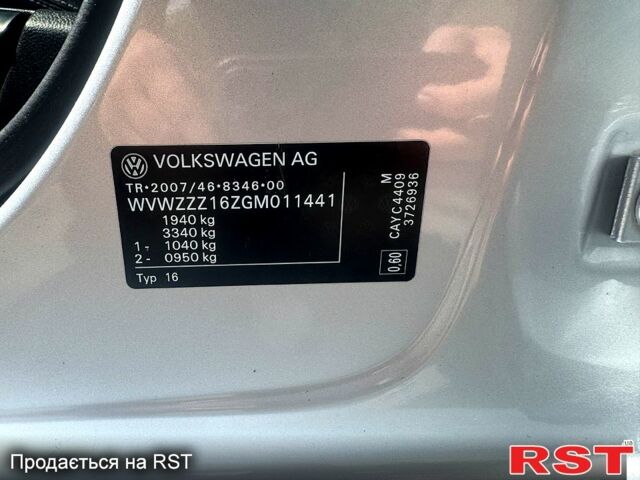 VOLKSWAGEN AG
TR•2007/46•8346•00
WVWZZZ16ZGM011441
1940 kg
3340 kg
1 - 1040 kg
2 - 0950 kg
Typ 16
M
CAYC4409
3726936
0,60
Продається на RST
RST